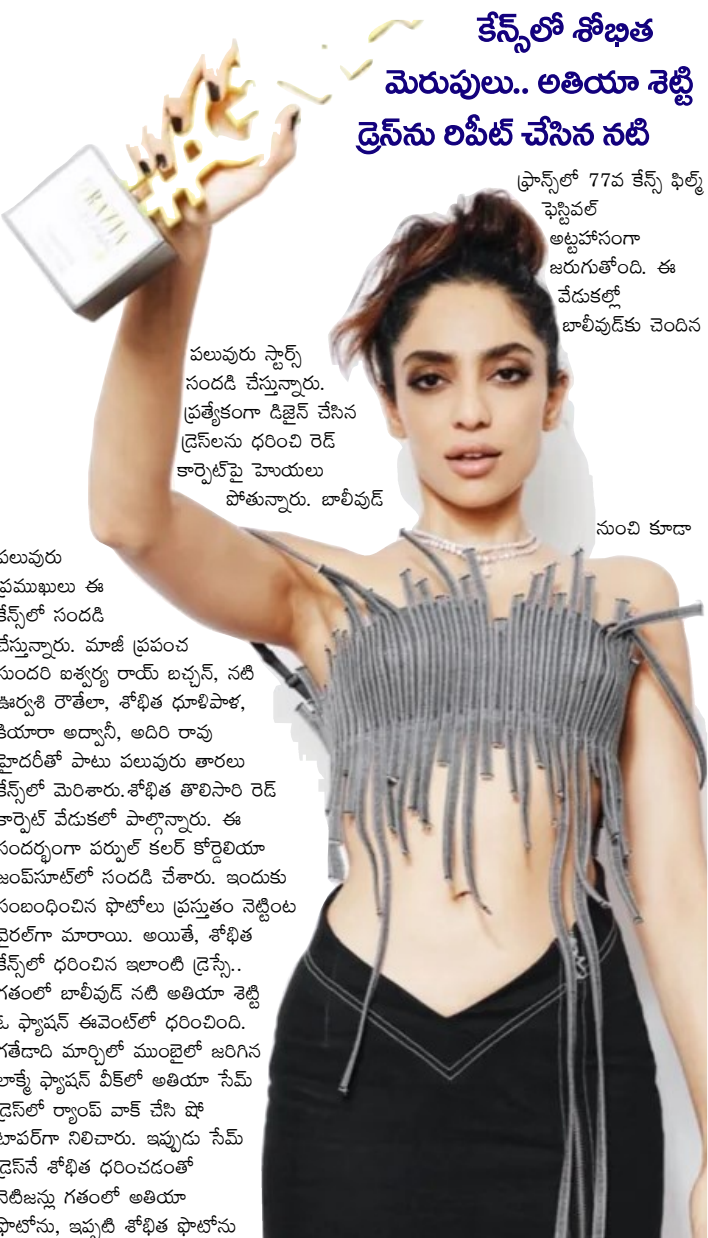 కేన్స్‌లో శోభిత
మెరుపులు.. అతియా శెట్టి
డ్రెస్‌ను రిపీట్ చేసిన నటి
ఫ్రాన్స్‌లో 77వ కేన్స్ ఫిల్మ్
ఫెస్టివల్
అట్టహాసంగా
జరుగుతోంది. ఈ
వేడుకల్లో
బాలీవుడ్‌కు చెందిన
పలువురు స్టార్స్
సందడి చేస్తున్నారు.
ప్రత్యేకంగా డిజైన్ చేసిన
డ్రెస్‌లను ధరించి రెడ్
కార్పెట్‌పై హొయలు
పోతున్నారు. బాలీవుడ్
నుంచి కూడా
పలువురు
ప్రముఖులు ఈ
కేన్స్‌లో సందడి
చేస్తున్నారు. మాజీ ప్రపంచ
సుందరి ఐశ్వర్య రాయ్ బచ్చన్, నటి
ఊర్వశి రౌతేలా, శోభిత ధూళిపాళ,
కియారా అద్వానీ, అదిరి రావు
హైదరీతో పాటు పలువురు తారలు
కేన్స్‌లో మెరిశారు.శోభిత తొలిసారి రెడ్
కార్పెట్ వేడుకలో పాల్గొన్నారు. ఈ
సందర్భంగా పర్పుల్ కలర్ కోర్డెలియా
జంప్‌సూట్‌లో సందడి చేశారు. ఇందుకు
సంబంధించిన ఫొటోలు ప్రస్తుతం నెట్టింట
వైరల్‌గా మారాయి. అయితే, శోభిత
కేన్స్‌లో ధరించిన ఇలాంటి డ్రెస్సే..
గతంలో బాలీవుడ్ నటి అతియా శెట్టి
ఓ ఫ్యాషన్ ఈవెంట్‌లో ధరించింది.
గతేడాది మార్చిలో ముంబైలో జరిగిన
లాక్మే ఫ్యాషన్ వీక్‌లో అతియా సేమ్
డ్రెస్‌లో ర్యాంప్ వాక్ చేసి షో
టాపర్‌గా నిలిచారు. ఇప్పుడు సేమ్
డ్రెస్‌నే శోభిత ధరించడంతో
నెటిజన్లు గతంలో అతియా
ఫొటోను, ఇప్పటి శోభిత ఫొటోను
GRAZIA